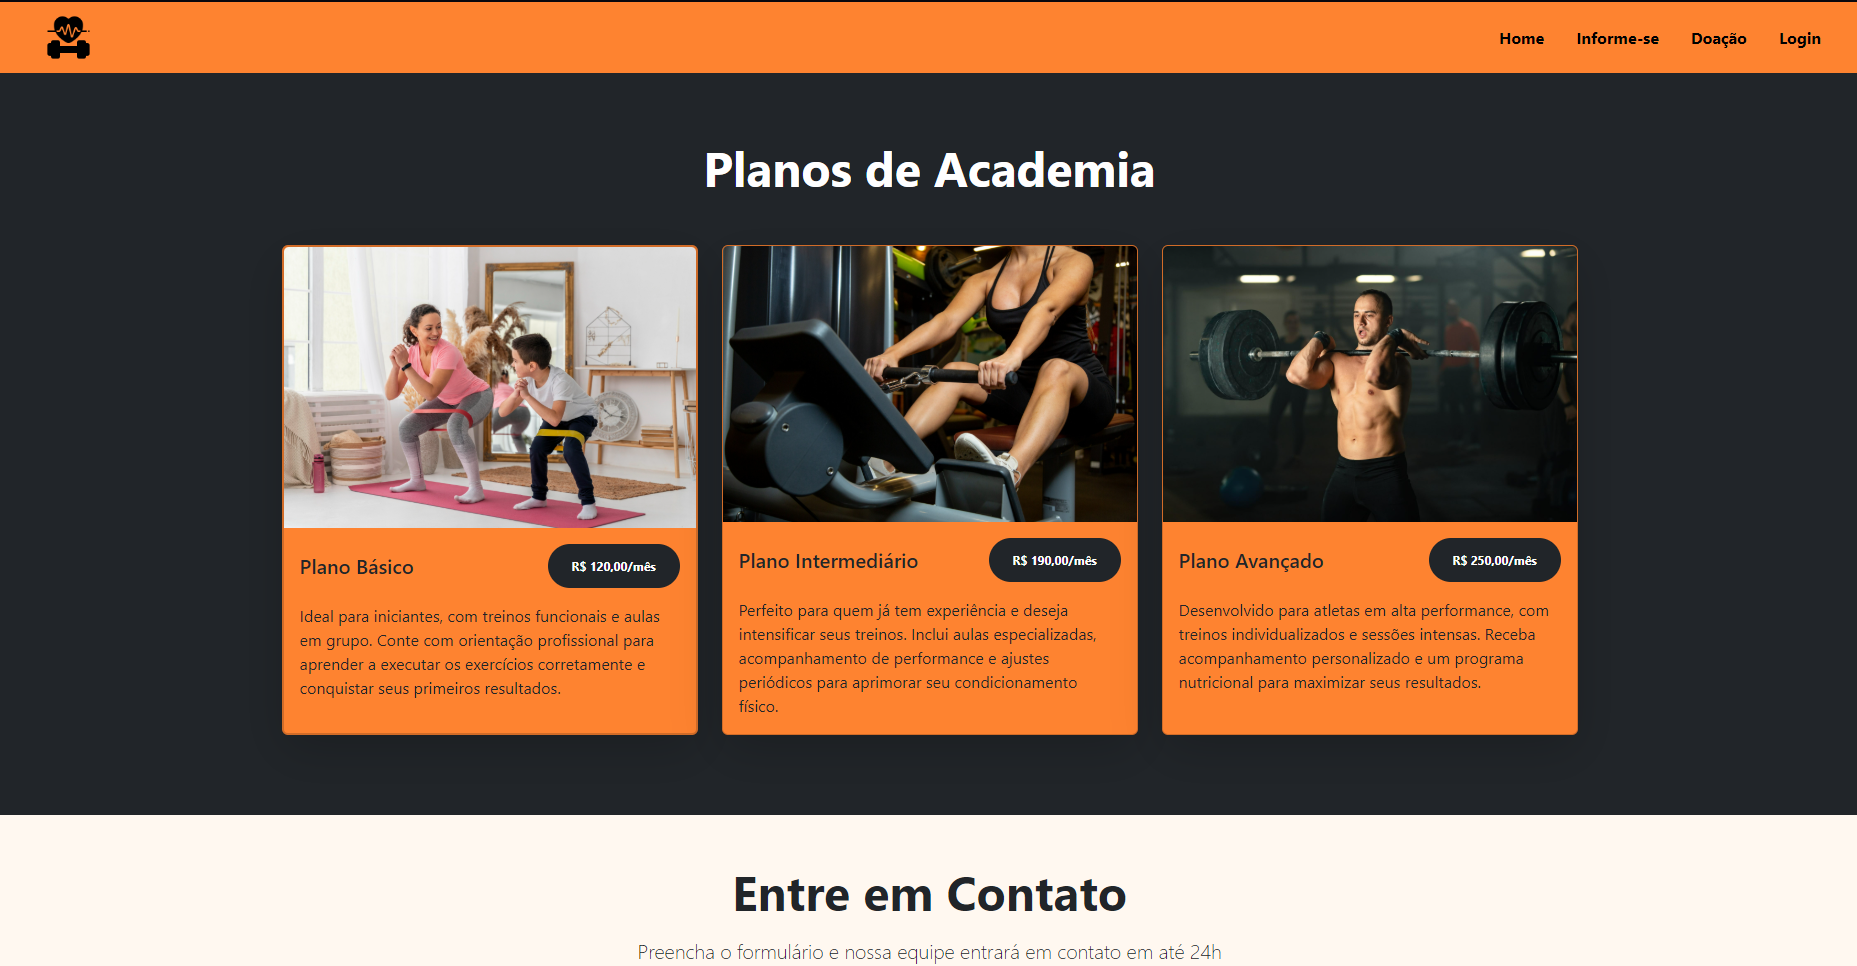 Home Informe-se Doação Login
Planos de Academia
Plano Básico
R$ 120,00/mês
Ideal para iniciantes, com treinos funcionais e aulas
em grupo. Conte com orientação profissional para
aprender a executar os exercícios corretamente e
conquistar seus primeiros resultados.
Plano Intermediário
R$ 190,00/mês
Perfeito para quem já tem experiência e deseja
intensificar seus treinos. Inclui aulas especializadas,
acompanhamento de performance e ajustes
periódicos para aprimorar seu condicionamento
físico.
Plano Avançado
R$ 250,00/mês
Desenvolvido para atletas em alta performance, com
treinos individualizados e sessões intensas. Receba
acompanhamento personalizado e um programa
nutricional para maximizar seus resultados.
Entre em Contato
Preencha o formulário e nossa equipe entrará em contato em até 24h